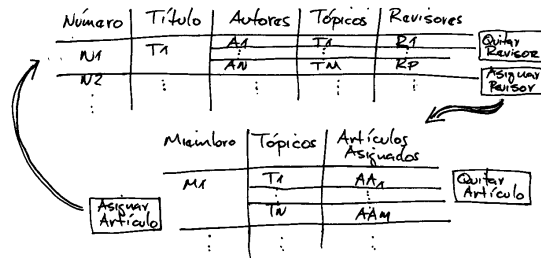 Número Título Autores Tópicos Revisores
N1 T1 A1 T1 R1
⋮ ⋮ ⋮
AN TM RP
N2
⋮ ⋮ ⋮ ⋮ ⋮
Quitar
Revisor
Asignar
Revisor
Miembro Tópicos Artículos
Asignados
M1 T1 AA1
⋮ ⋮
TN AAM
⋮ ⋮ ⋮
Quitar
Artículo
Asignar
Artículo